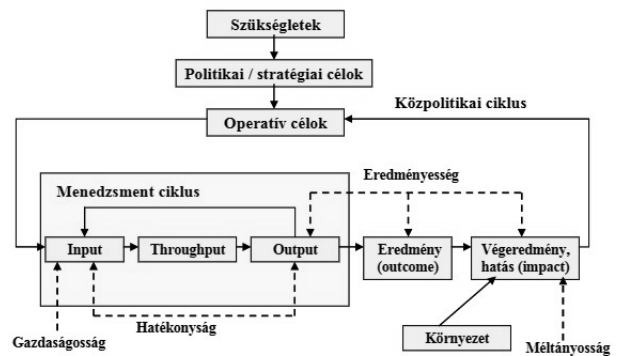 Szükségletek
Politikai / stratégiai célok
Közpolitikai ciklus
Operatív célok
Eredményesség
Menedzsment ciklus
Input
Throughput
Output
Eredmény
(outcome)
Végeredmény,
hatás (impact)
Hatékonyság
Gazdaságosság
Környezet
Méltányosság